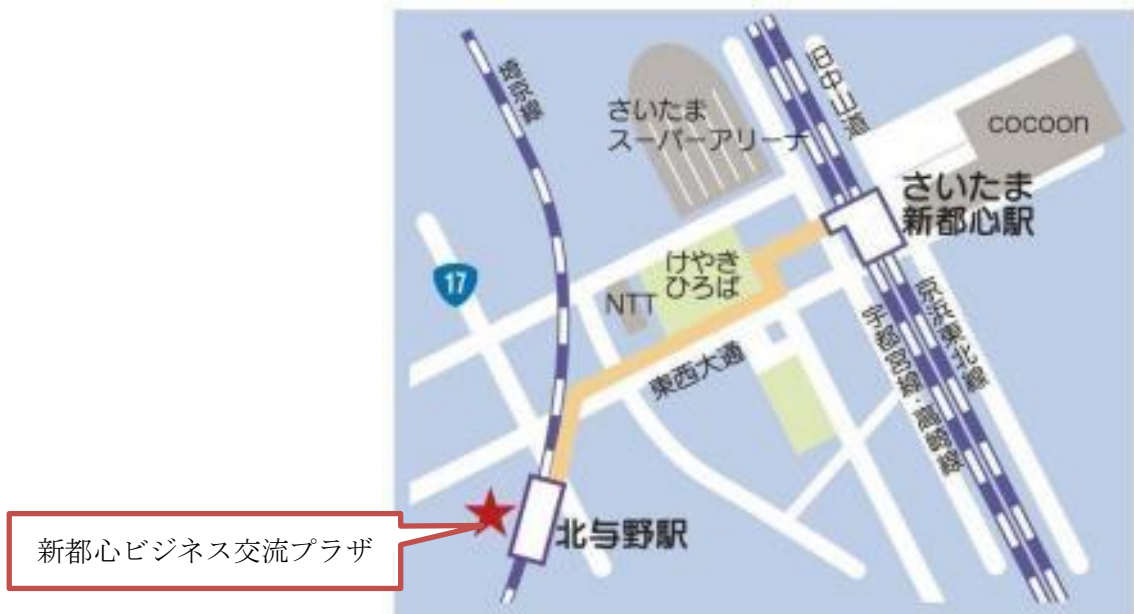 埼京線
旧中山道
さいたま
スーパーアリーナ
cocoon
さいたま
新都心駅
17
けやき
ひろば
NTT
東西大通
京浜東北線
宇都宮線・高崎線
北与野駅
新都心ビジネス交流プラザ